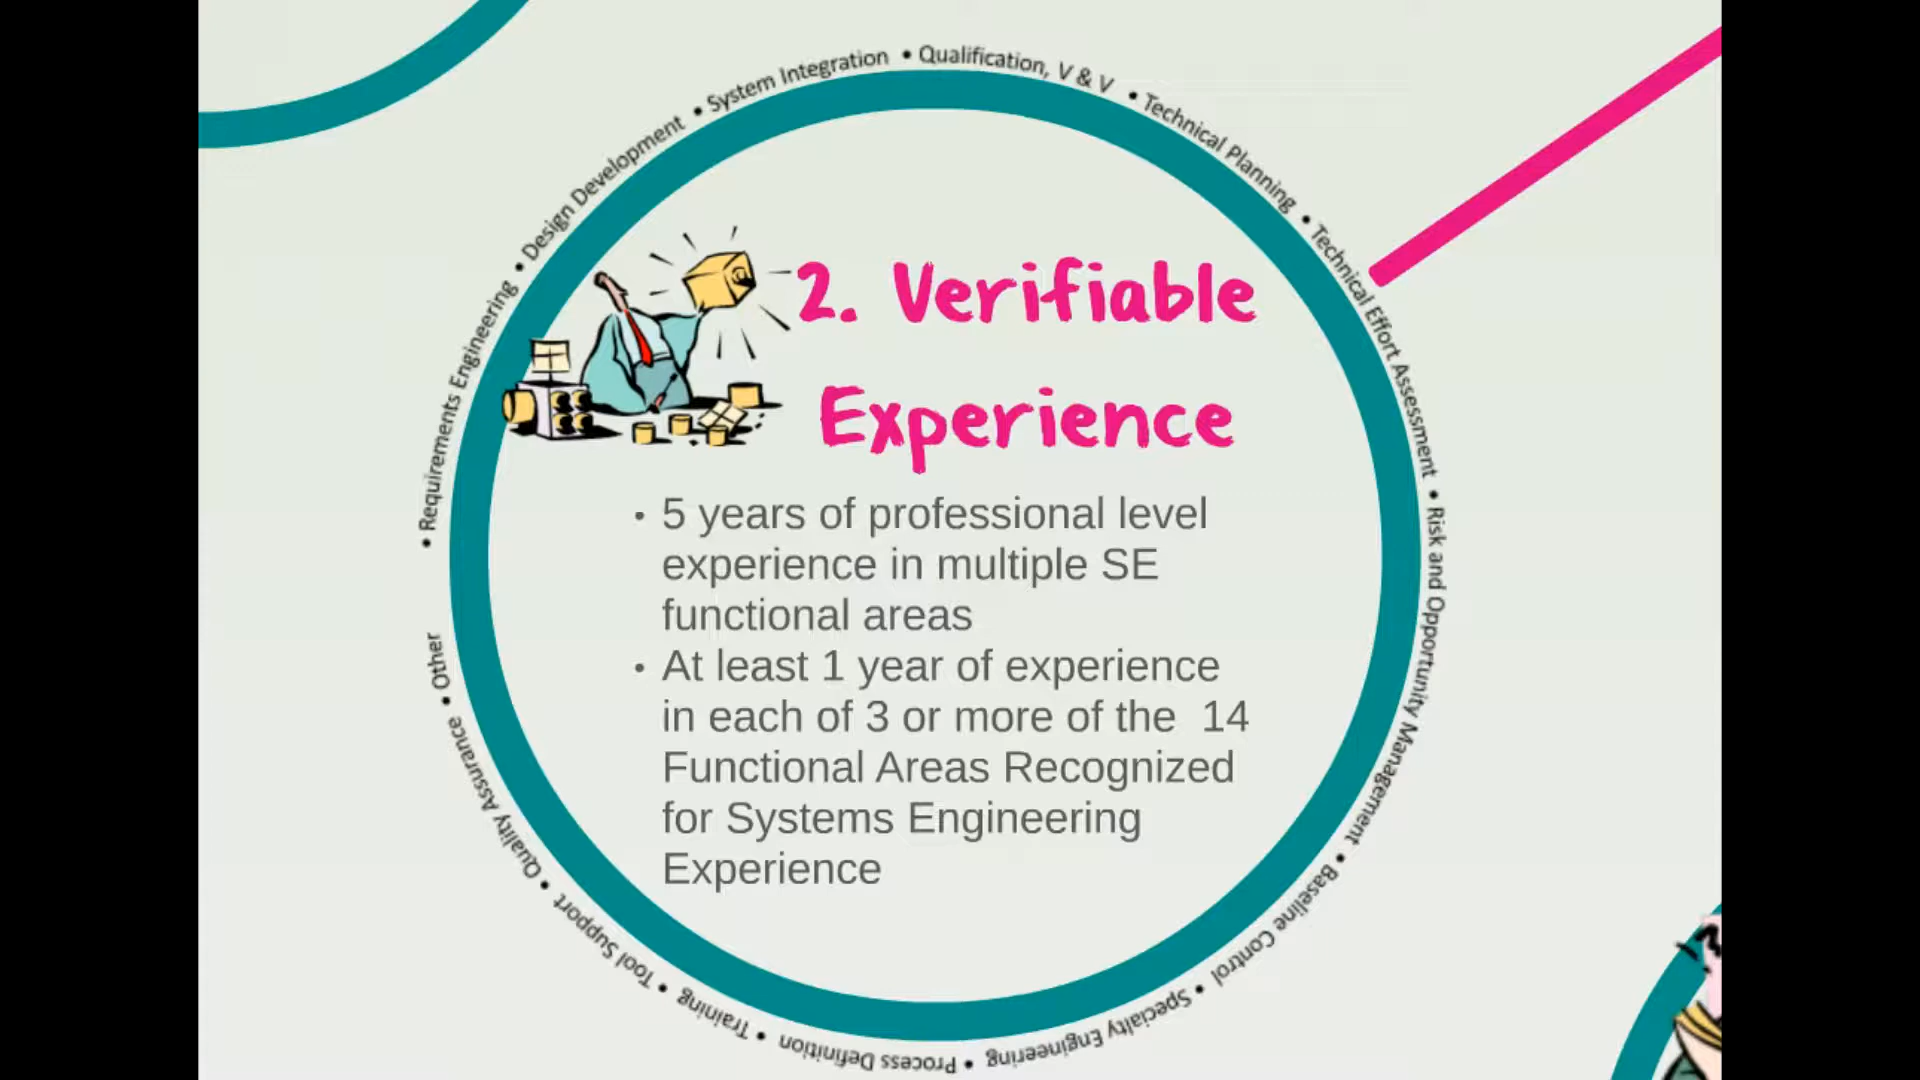 2. Verifiable
Experience
• 5 years of professional level
experience in multiple SE
functional areas
• At least 1 year of experience
in each of 3 or more of the 14
Functional Areas Recognized
for Systems Engineering
Experience
• Requirements Engineering • Design Development • System Integration • Qualification, V & V • Technical Planning • Technical Effort Assessment • Risk and Opportunity Management • Baseline Control • Specialty Engineering • Process Definition • Training • Tool Support • Quality Assurance • Other